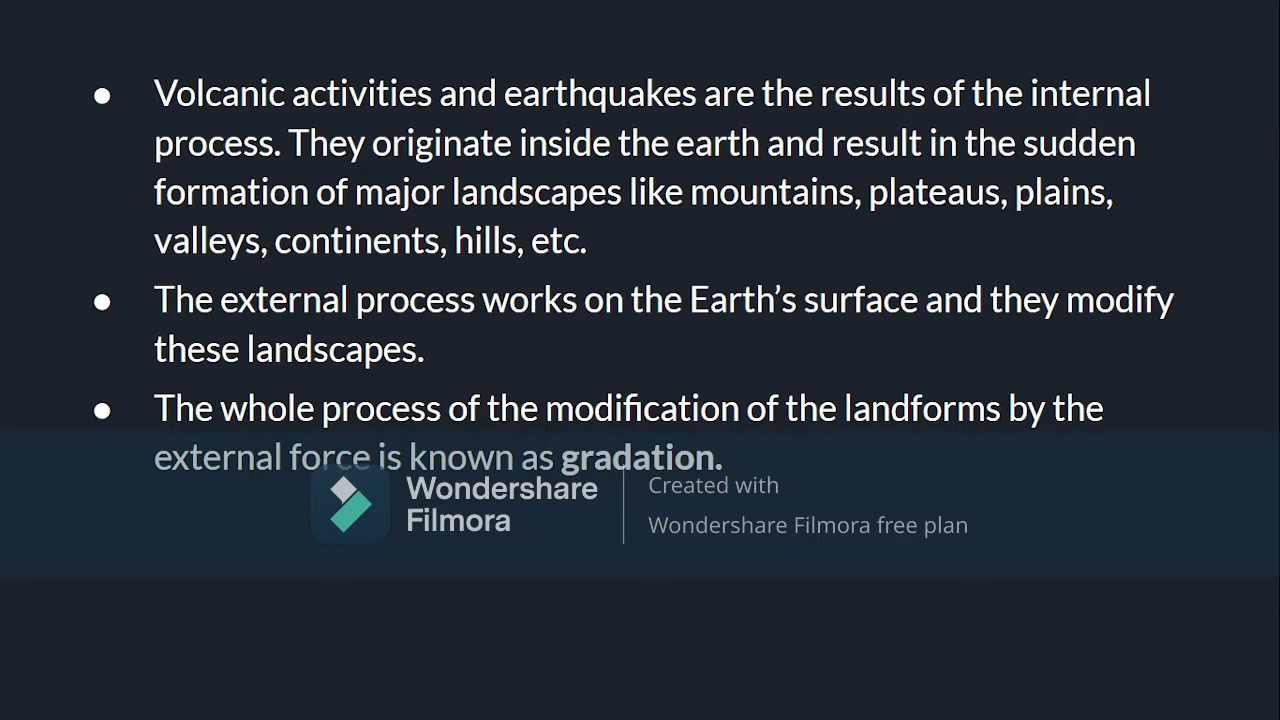 ● Volcanic activities and earthquakes are the results of the internal
process. They originate inside the earth and result in the sudden
formation of major landscapes like mountains, plateaus, plains,
valleys, continents, hills, etc.
● The external process works on the Earth’s surface and they modify
these landscapes.
● The whole process of the modification of the landforms by the
external force is known as gradation.
Wondershare
Filmora
Created with
Wondershare Filmora free plan